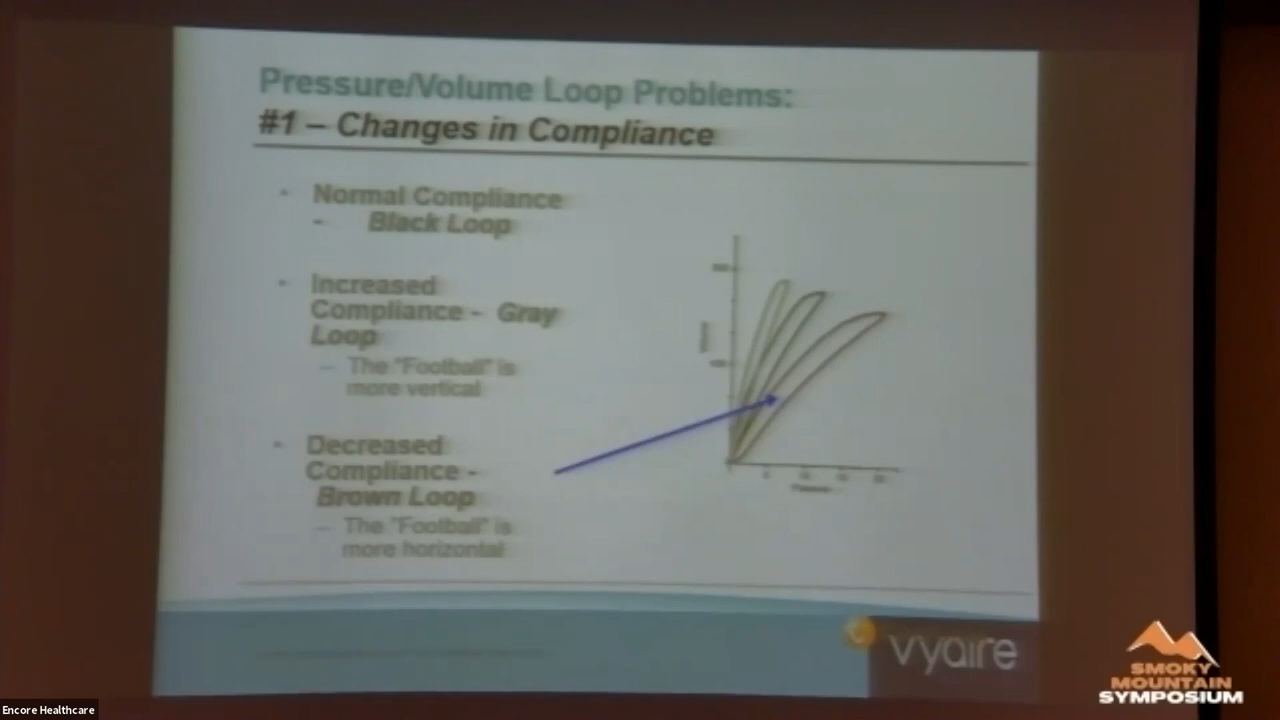 Pressure/Volume Loop Problems:
#1 – Changes in Compliance
- Normal Compliance
- Black Loop
- Increased
Compliance - Gray
Loop
– The "Football" is
more vertical
- Decreased
Compliance -
Brown Loop
– The "Football" is
more horizontal
vyaire
SMOKY
MOUNTAIN
SYMPOSIUM
Encore Healthcare